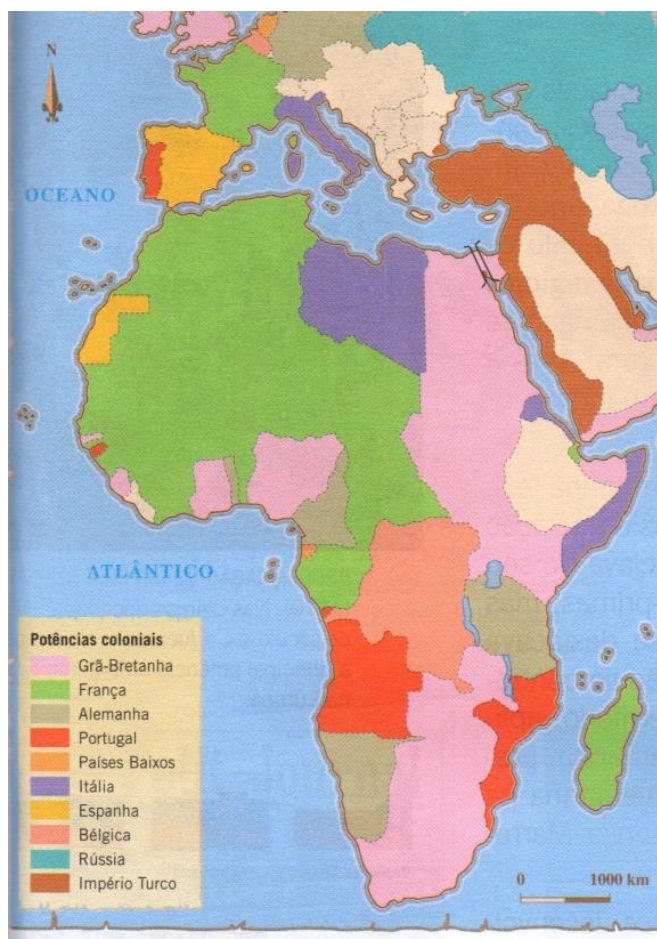 N
OCEANO
ATLÂNTICO
Potências coloniais
Grã-Bretanha
França
Alemanha
Portugal
Países Baixos
Itália
Espanha
Bélgica
Rússia
Império Turco
0 1000 km